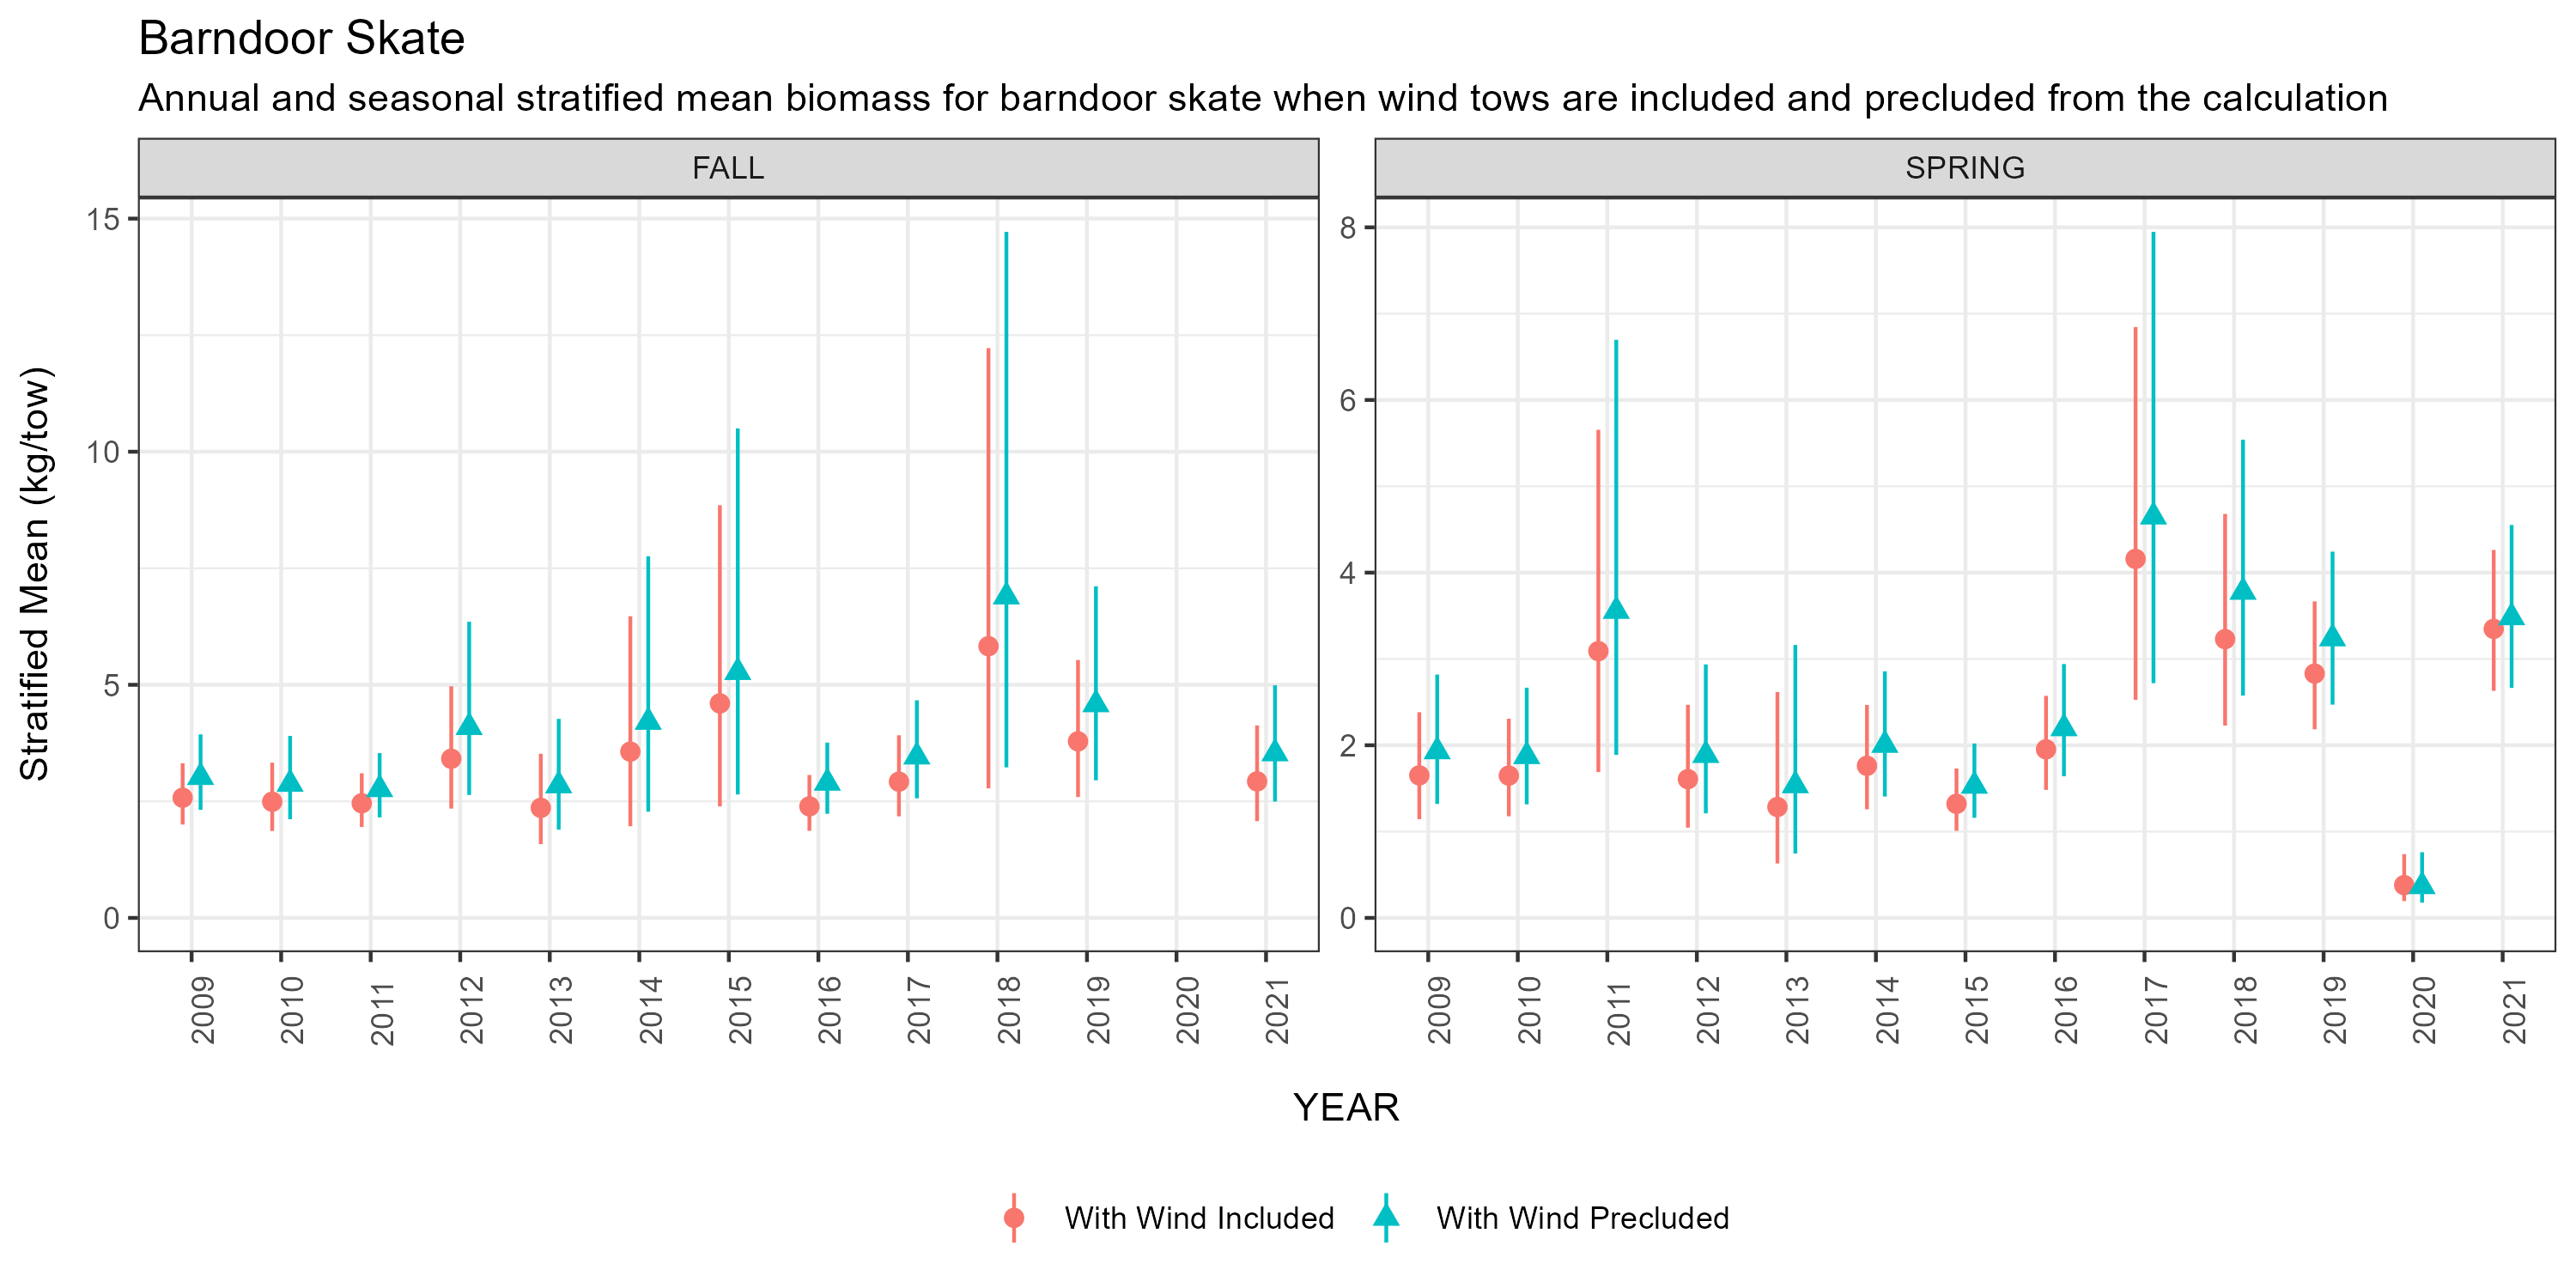 Barndoor Skate
Annual and seasonal stratified mean biomass for barndoor skate when wind tows are included and precluded from the calculation
FALL
SPRING
Stratified Mean (kg/tow)
15
10
5
0
8
6
4
2
0
2009 2010 2011 2012 2013 2014 2015 2016 2017 2018 2019 2020 2021
2009 2010 2011 2012 2013 2014 2015 2016 2017 2018 2019 2020 2021
YEAR
With Wind Included
With Wind Precluded